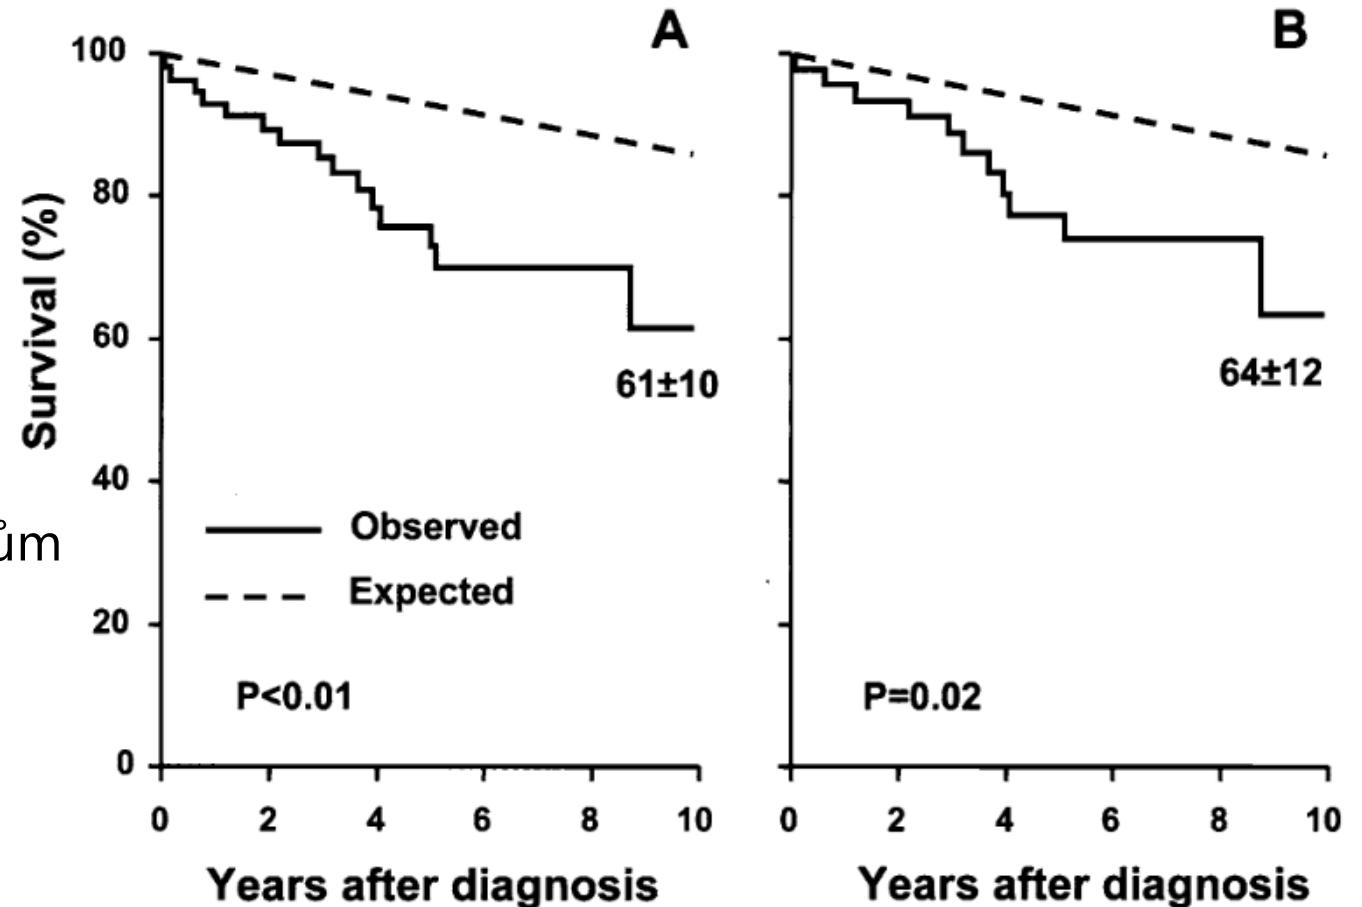 A
B
100
80
60
40
20
0
Survival (%)
61±10
64±12
ům
Observed
Expected
P<0.01
P=0.02
0 2 4 6 8 10
0 2 4 6 8 10
Years after diagnosis
Years after diagnosis